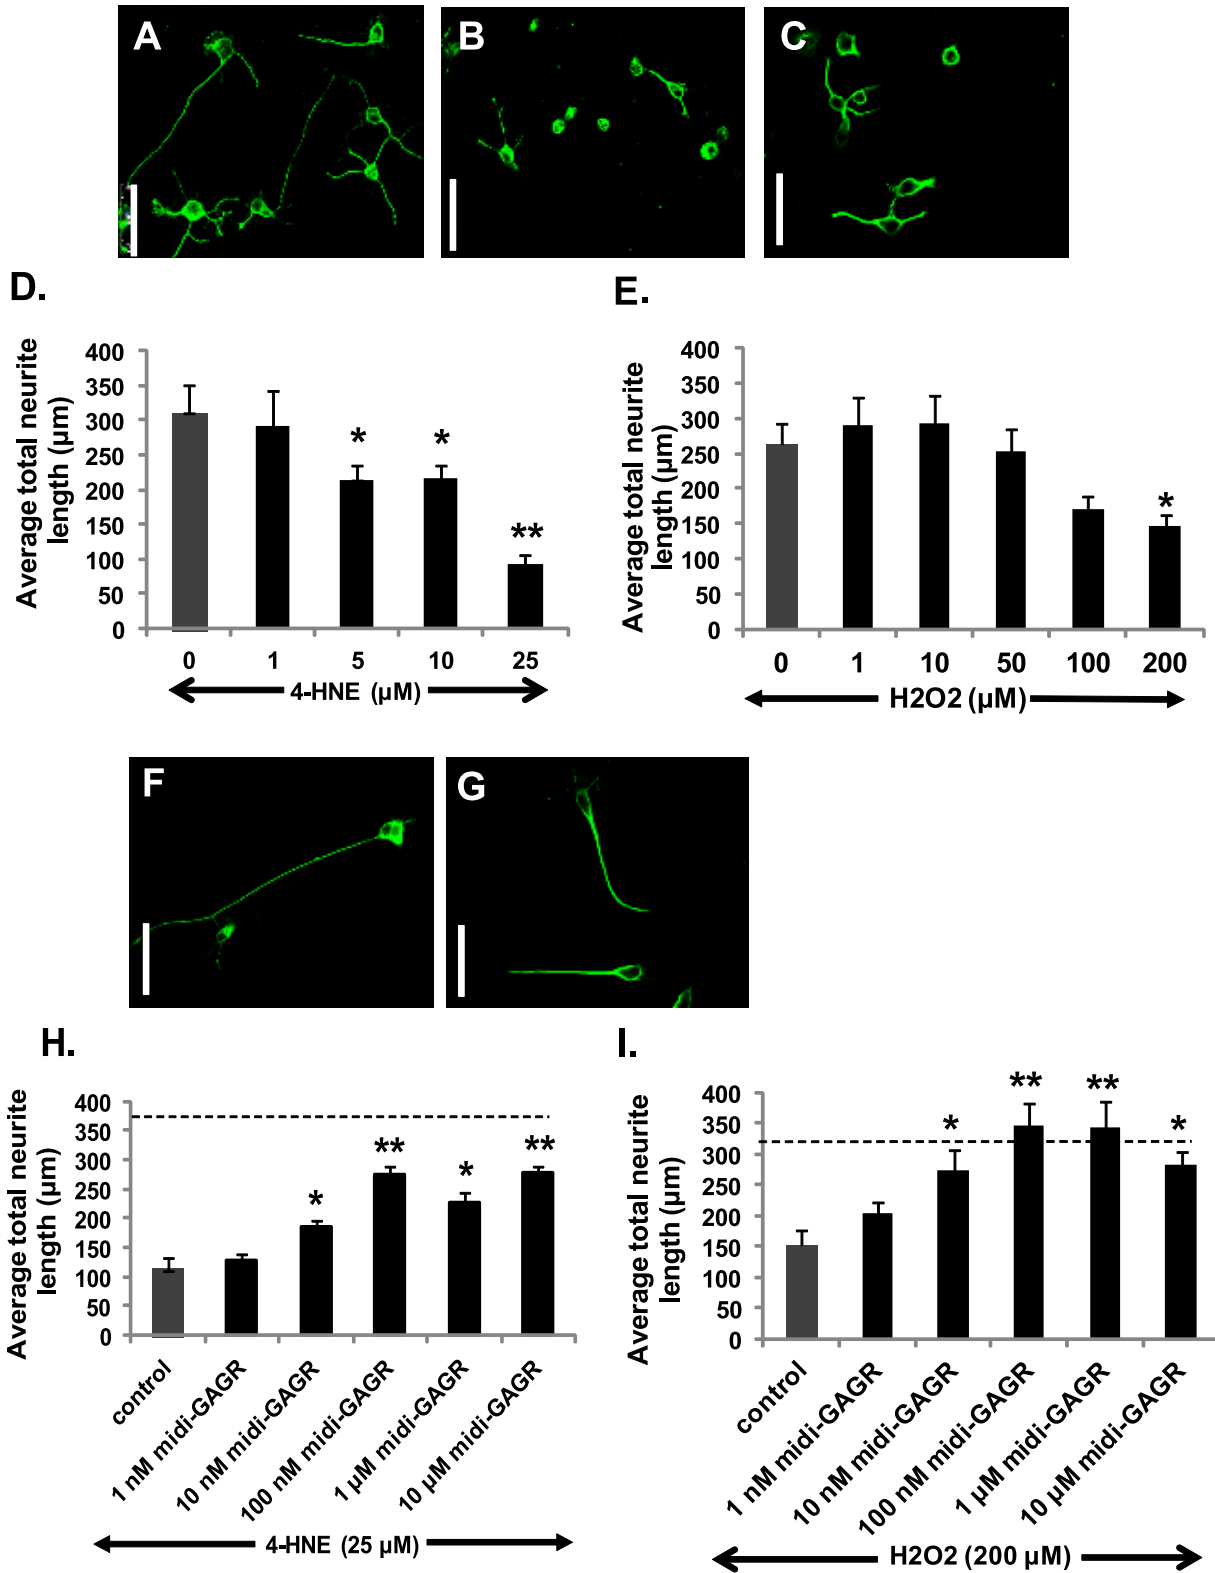 A
B
C
D.
E.
Average total neurite
length (µm)
400
350
300
250
200
150
100
50
0
*
*
**
0 1 5 10 25
4-HNE (µM)
Average total neurite
length (µm)
400
350
300
250
200
150
100
50
0
*
0 1 10 50 100 200
H2O2 (µM)
F
G
H.
I.
Average total neurite
length (µm)
400
350
300
250
200
150
100
50
0
*
**
*
**
control
1 nM midi-GAGR
10 nM midi-GAGR
100 nM midi-GAGR
1 µM midi-GAGR
10 µM midi-GAGR
4-HNE (25 µM)
Average total neurite
length (µm)
400
350
300
250
200
150
100
50
0
*
**
**
*
control
1 nM midi-GAGR
10 nM midi-GAGR
100 nM midi-GAGR
1 µM midi-GAGR
10 µM midi-GAGR
H2O2 (200 µM)